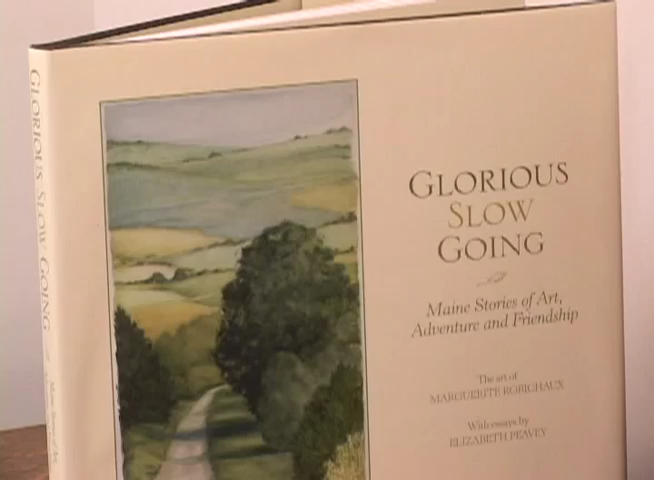 GLORIOUS SLOW GOING
GLORIOUS
SLOW
GOING
Maine Stories of Art,
Adventure and Friendship
The art of
MARGUERITE ROBICHAUX
With essays by
ELIZABETH PEAVEY